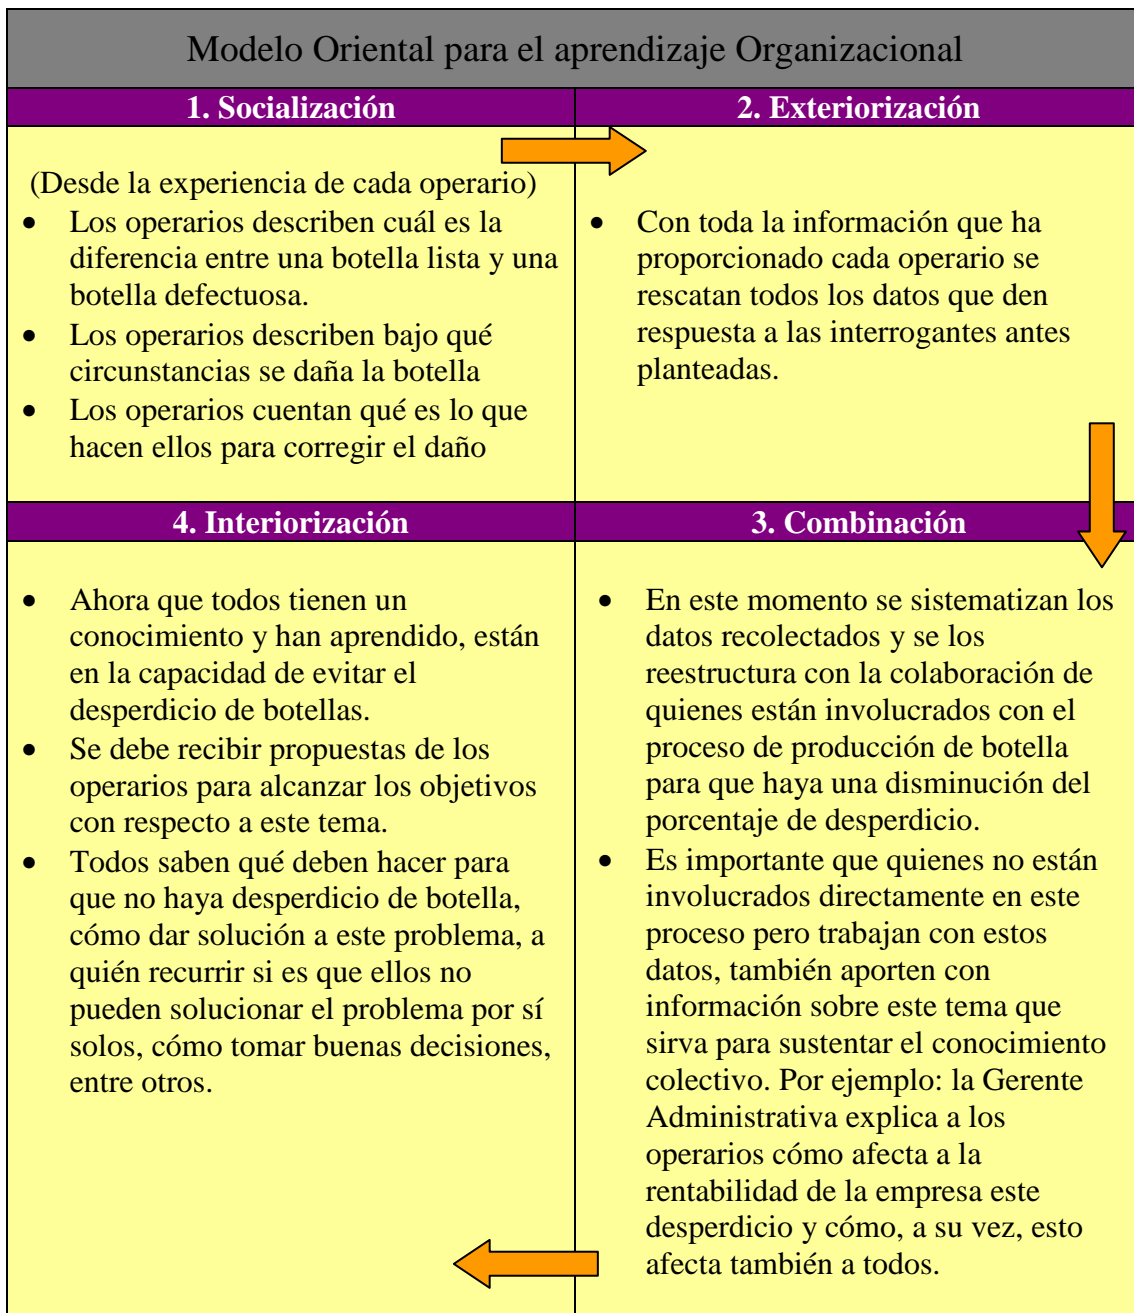 Modelo Oriental para el aprendizaje Organizacional
1. Socialización
(Desde la experiencia de cada operario)
• Los operarios describen cuál es la
diferencia entre una botella lista y una
botella defectuosa.
• Los operarios describen bajo qué
circunstancias se daña la botella
• Los operarios cuentan qué es lo que
hacen ellos para corregir el daño
2. Exteriorización
• Con toda la información que ha
proporcionado cada operario se
rescatan todos los datos que den
respuesta a las interrogantes antes
planteadas.
4. Interiorización
• Ahora que todos tienen un
conocimiento y han aprendido, están
en la capacidad de evitar el
desperdicio de botellas.
• Se debe recibir propuestas de los
operarios para alcanzar los objetivos
con respecto a este tema.
• Todos saben qué deben hacer para
que no haya desperdicio de botella,
cómo dar solución a este problema, a
quién recurrir si es que ellos no
pueden solucionar el problema por sí
solos, cómo tomar buenas decisiones,
entre otros.
3. Combinación
• En este momento se sistematizan los
datos recolectados y se los
reestructura con la colaboración de
quienes están involucrados con el
proceso de producción de botella
para que haya una disminución del
porcentaje de desperdicio.
• Es importante que quienes no están
involucrados directamente en este
proceso pero trabajan con estos
datos, también aporten con
información sobre este tema que
sirva para sustentar el conocimiento
colectivo. Por ejemplo: la Gerente
Administrativa explica a los
operarios cómo afecta a la
rentabilidad de la empresa este
desperdicio y cómo, a su vez, esto
afecta también a todos.